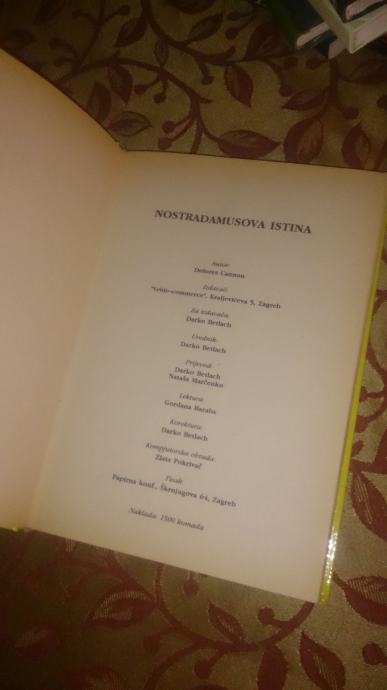 NOSTRADAMUSOVA ISTINA
Autor:
Dolores Cannon
Izdavač:
Kraljevićeva 5, Zagreb
Za izdavača:
Darko Betlach
Urednik:
Darko Betlach
Prijevod:
Darko Betlach
Nataša Marčenko
Lektura:
Gordana Baraba
Korektura:
Darko Betlach
Kompjutorska obrada:
Zlata Pokrivač
Tisak:
Papirna konf., Škrnjugova 64, Zagreb
Naklada: 1500 komada